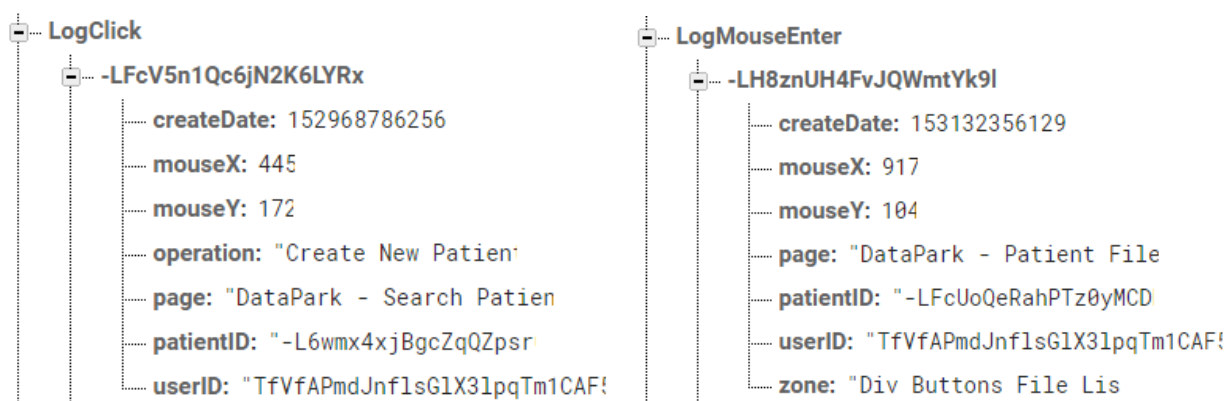 LogClick
-LFcV5n1Qc6jN2K6LYRx
createDate: 152968786256
mouseX: 445
mouseY: 172
operation: "Create New Patien
page: "DataPark - Search Patien
patientID: "-L6wmx4xjBgcZqQZpsr
userID: "TfVfAPmdJnflsGlX3lpqTm1CAF
LogMouseEnter
-LH8znUH4FvJQWmtYk9l
createDate: 153132356129
mouseX: 917
mouseY: 104
page: "DataPark - Patient File
patientID: "-LFcUoQeRahPTz0yMCD
userID: "TfVfAPmdJnflsGlX3lpqTm1CAF
zone: "Div Buttons File Lis